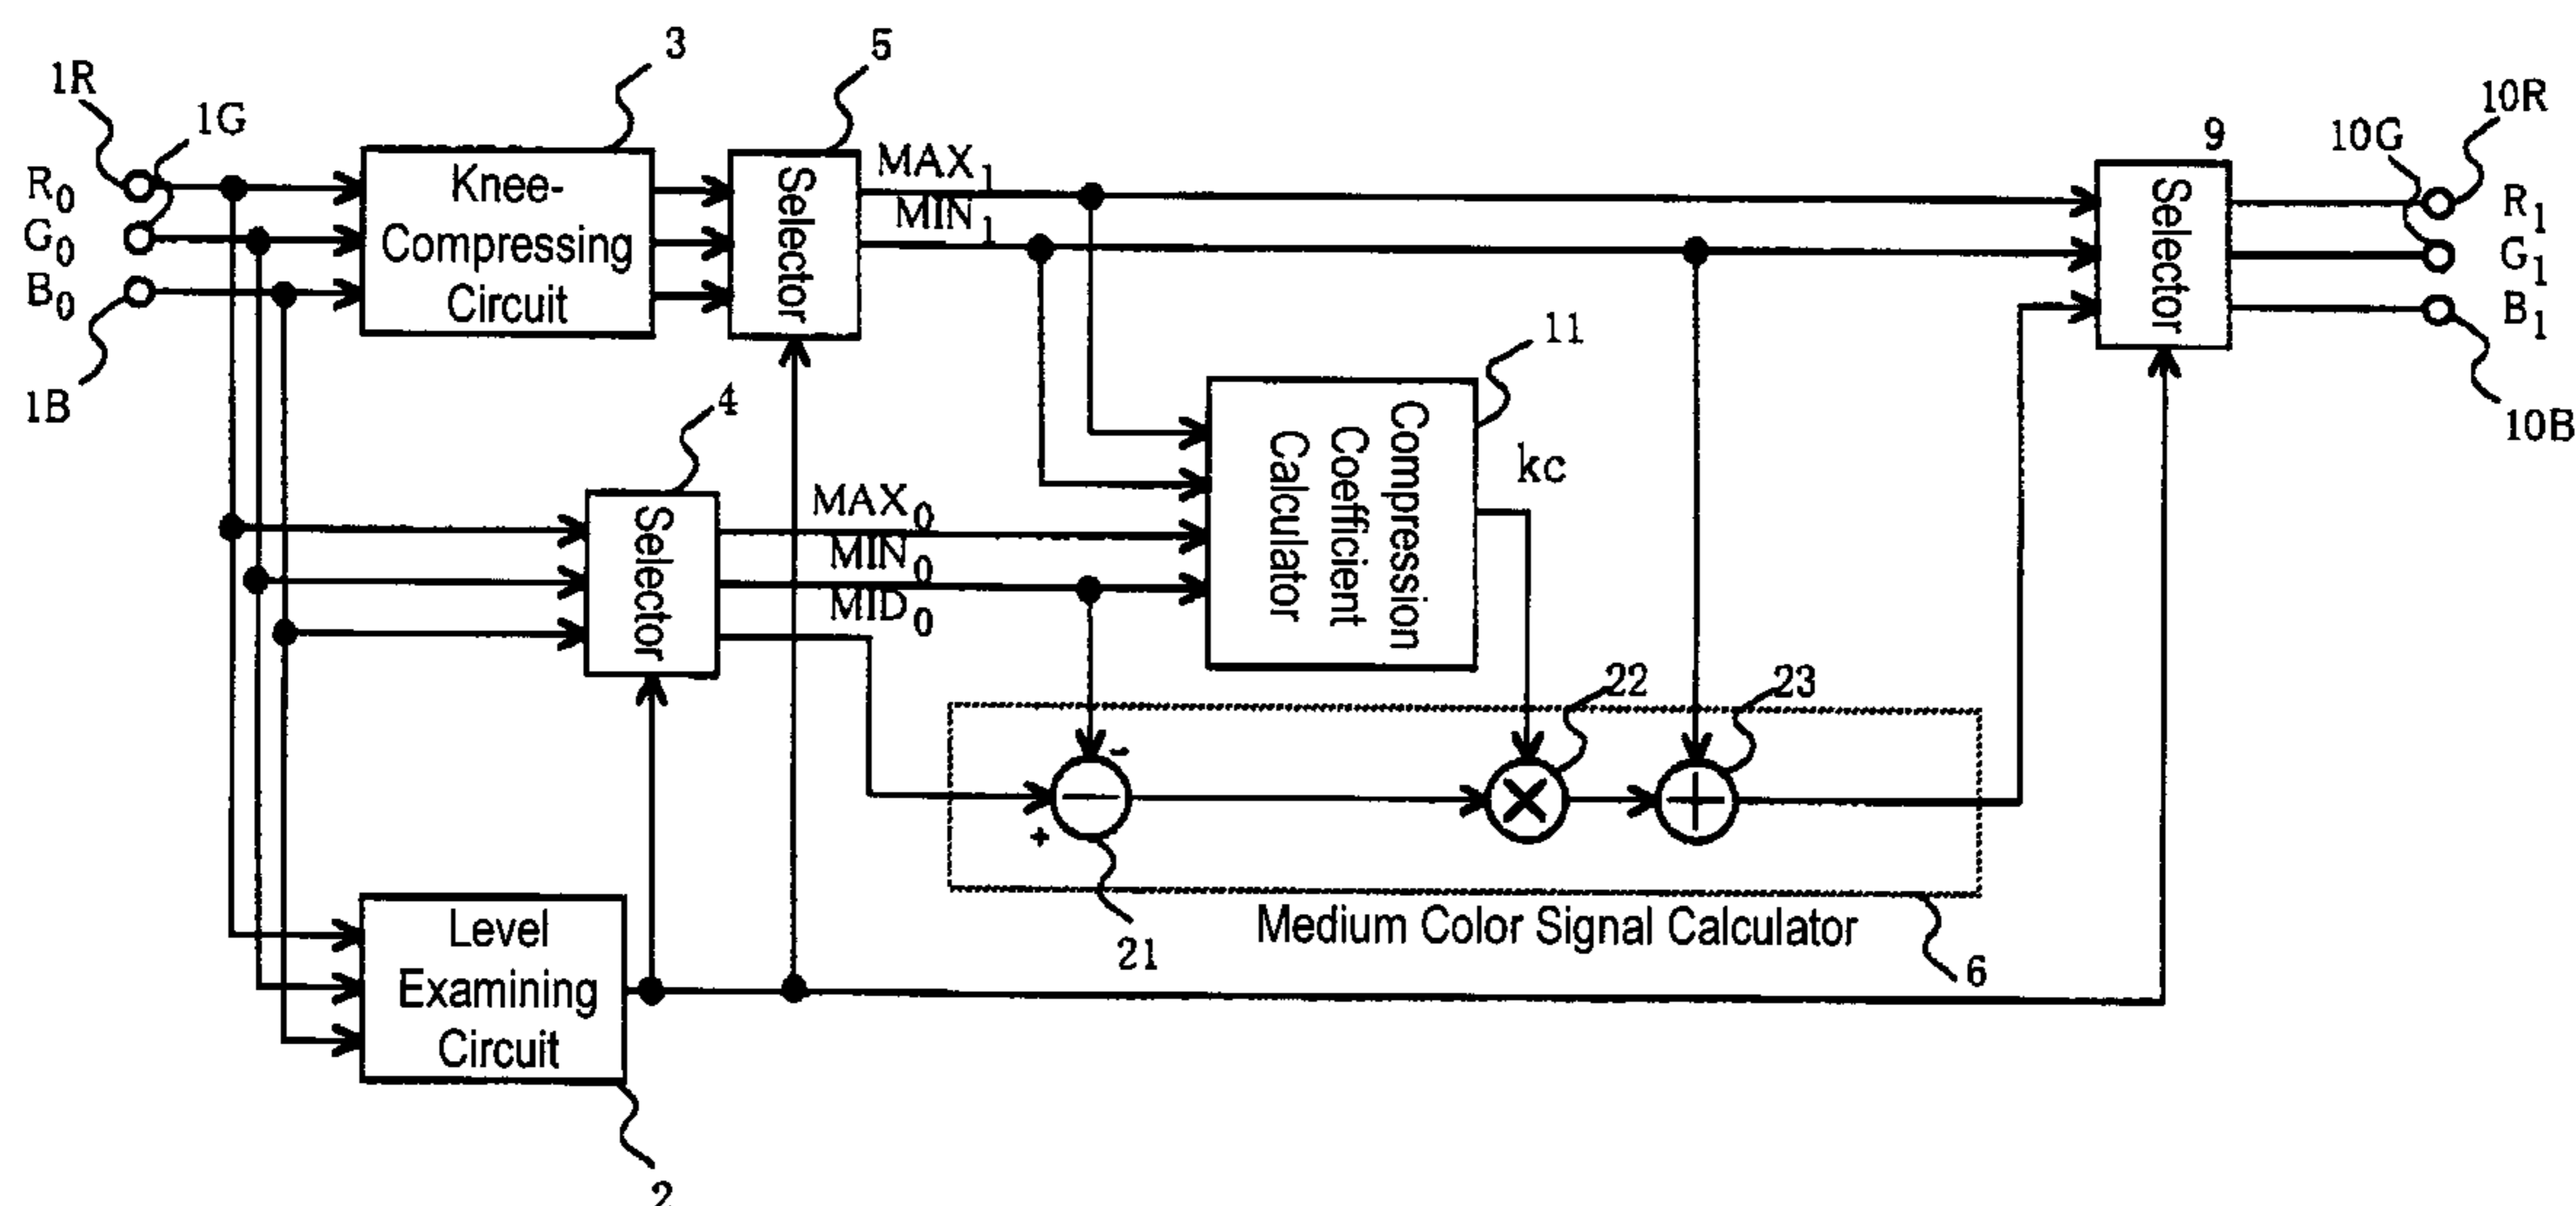 3
5
1R
1G
10R
10G
9
R0
G0
B0
Knee-
Compressing
Circuit
Selector
MAX1
MIN1
Selector
R1
G1
B1
1B
10B
4
11
Compression
Coefficient
Calculator
kc
Selector
MAX0
MIN0
MID0
22
23
-
+
21
Medium Color Signal Calculator
6
Level
Examining
Circuit
2